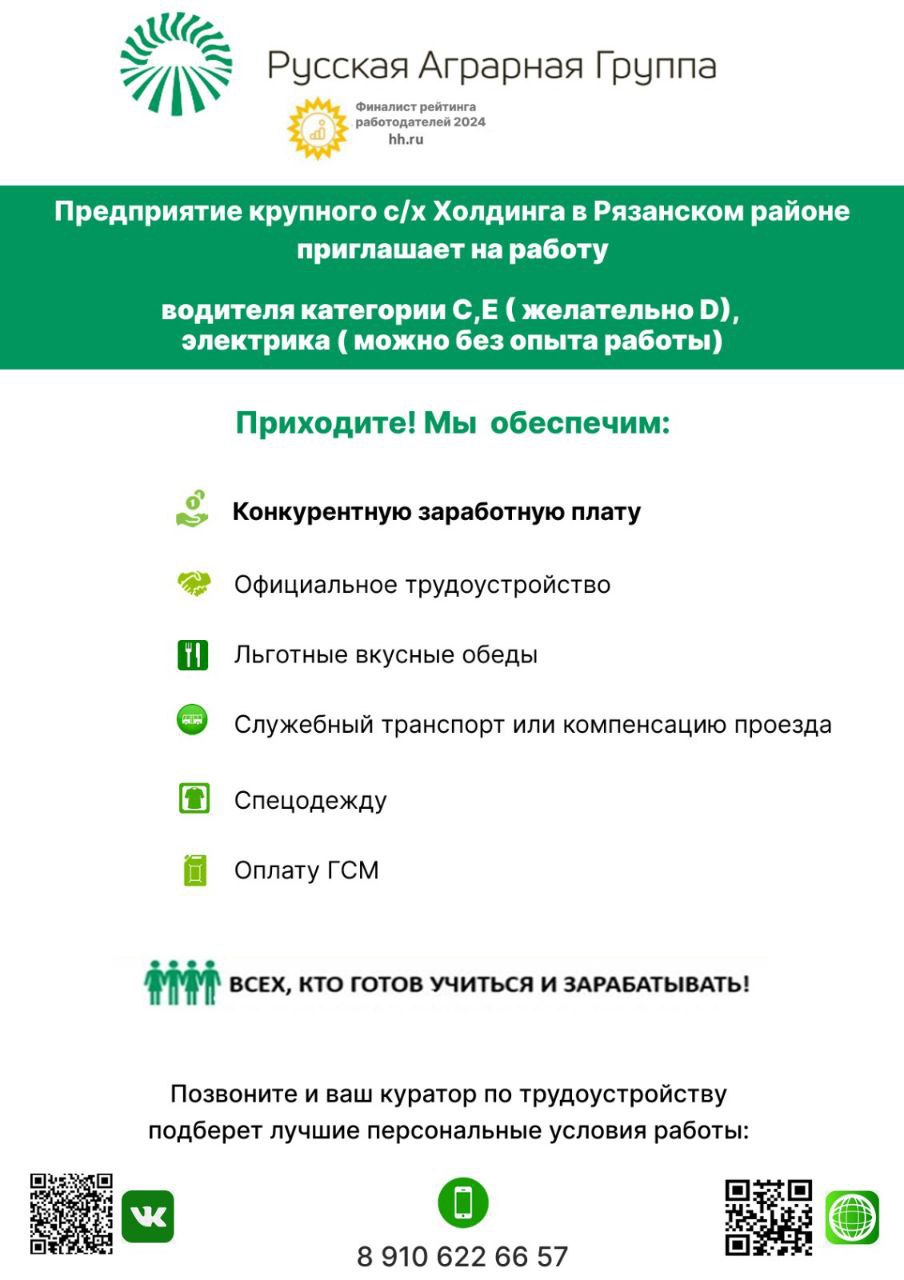 Русская Аграрная Группа
Финалист рейтинга
работодателей 2024
hh.ru
Предприятие крупного с/х Холдинга в Рязанском районе
приглашает на работу
водителя категории С,Е ( желательно D),
электрика ( можно без опыта работы)
Приходите! Мы обеспечим:
Конкурентную заработную плату
Официальное трудоустройство
Льготные вкусные обеды
Служебный транспорт или компенсацию проезда
Спецодежду
Оплату ГСМ
ВСЕХ, КТО ГОТОВ УЧИТЬСЯ И ЗАРАБАТЫВАТЬ!
Позвоните и ваш куратор по трудоустройству
подберет лучшие персональные условия работы:
8 910 622 66 57